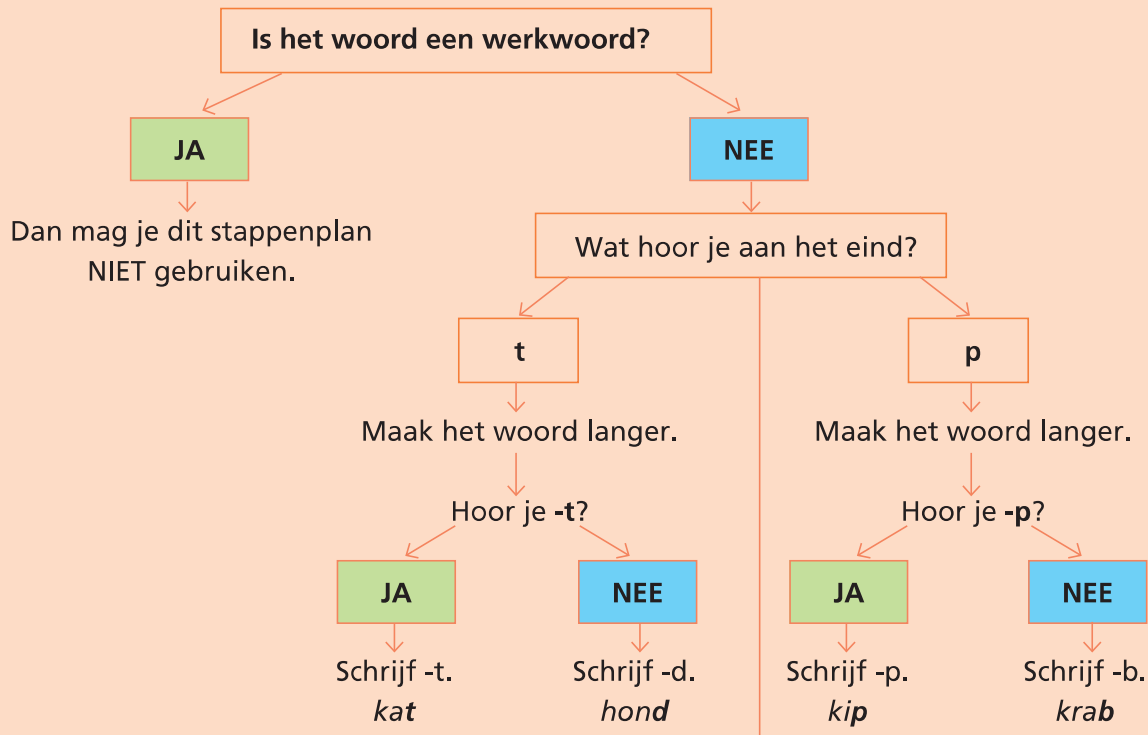 Is het woord een werkwoord?
JA
NEE
Dan mag je dit stappenplan
NIET gebruiken.
Wat hoor je aan het eind?
t
p
Maak het woord langer.
Maak het woord langer.
Hoor je -t?
Hoor je -p?
JA
NEE
JA
NEE
Schrijf -t.
kat
Schrijf -d.
hond
Schrijf -p.
kip
Schrijf -b.
krab